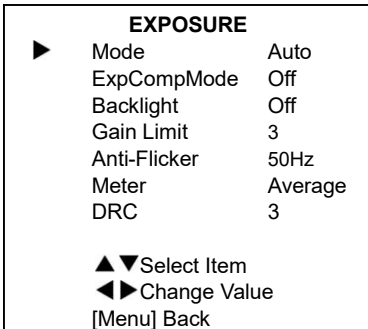 EXPOSURE
▶ Mode Auto
ExpCompMode Off
Backlight Off
Gain Limit 3
Anti-Flicker 50Hz
Meter Average
DRC 3
▲▼Select Item
◀▶Change Value
[Menu] Back